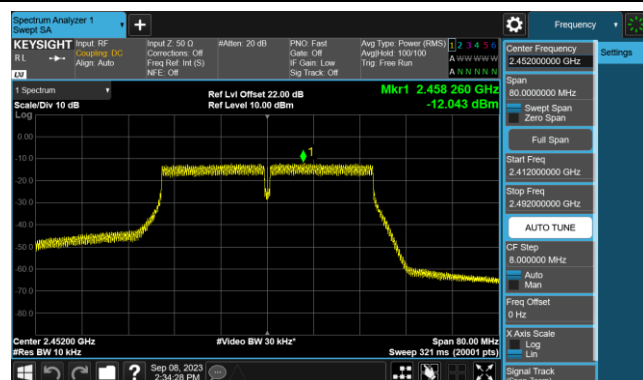 Spectrum Analyzer 1
Swept SA
Frequency
KEYSIGHT
Input: RF
Coupling: DC
Align: Auto
Input Z: 50 Ω
Corrections: Off
Freq Ref: Int (S)
NFE: Off
#Atten: 20 dB
PNO: Fast
Gate: Off
IF Gain: Low
Sig Track: Off
Avg Type: Power (RMS)
Avg|Hold: 100/100
Trig: Free Run
1 2 3 4 5 6
A W W W W W
A N N N N N
R L
LXI
1 Spectrum
Scale/Div 10 dB
Log
Ref Lvl Offset 22.00 dB
Ref Level 10.00 dBm
Mkr1 2.458 260 GHz
-12.043 dBm
1
0.00
-10.0
-20.0
-30.0
-40.0
-50.0
-60.0
-70.0
-80.0
Center 2.45200 GHz
#Res BW 10 kHz
#Video BW 30 kHz*
Span 80.00 MHz
Sweep 321 ms (20001 pts)
Sep 08, 2023
2:34:28 PM
Center Frequency
2.452000000 GHz
Settings
Span
80.0000000 MHz
Swept Span
Zero Span
Full Span
Start Freq
2.412000000 GHz
Stop Freq
2.492000000 GHz
AUTO TUNE
CF Step
8.000000 MHz
Auto
Man
Freq Offset
0 Hz
X Axis Scale
Log
Lin
Signal Track